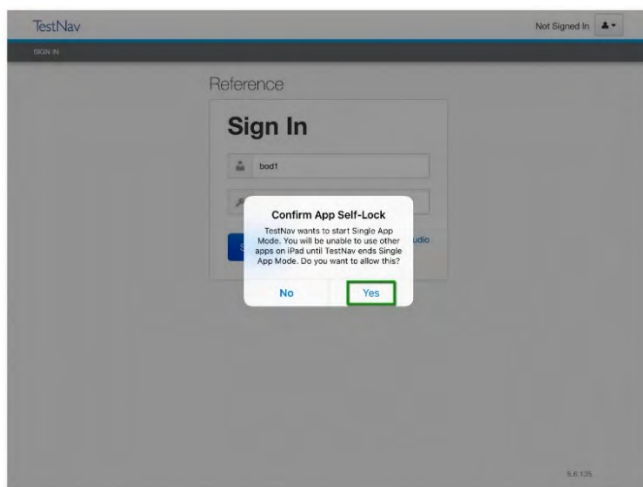 TestNav
Not Signed In
SIGN IN
Reference
Sign In
bod1
Confirm App Self-Lock
TestNav wants to start Single App
Mode. You will be unable to use other
apps on iPad until TestNav ends Single
App Mode. Do you want to allow this?
No
Yes
5.6.135